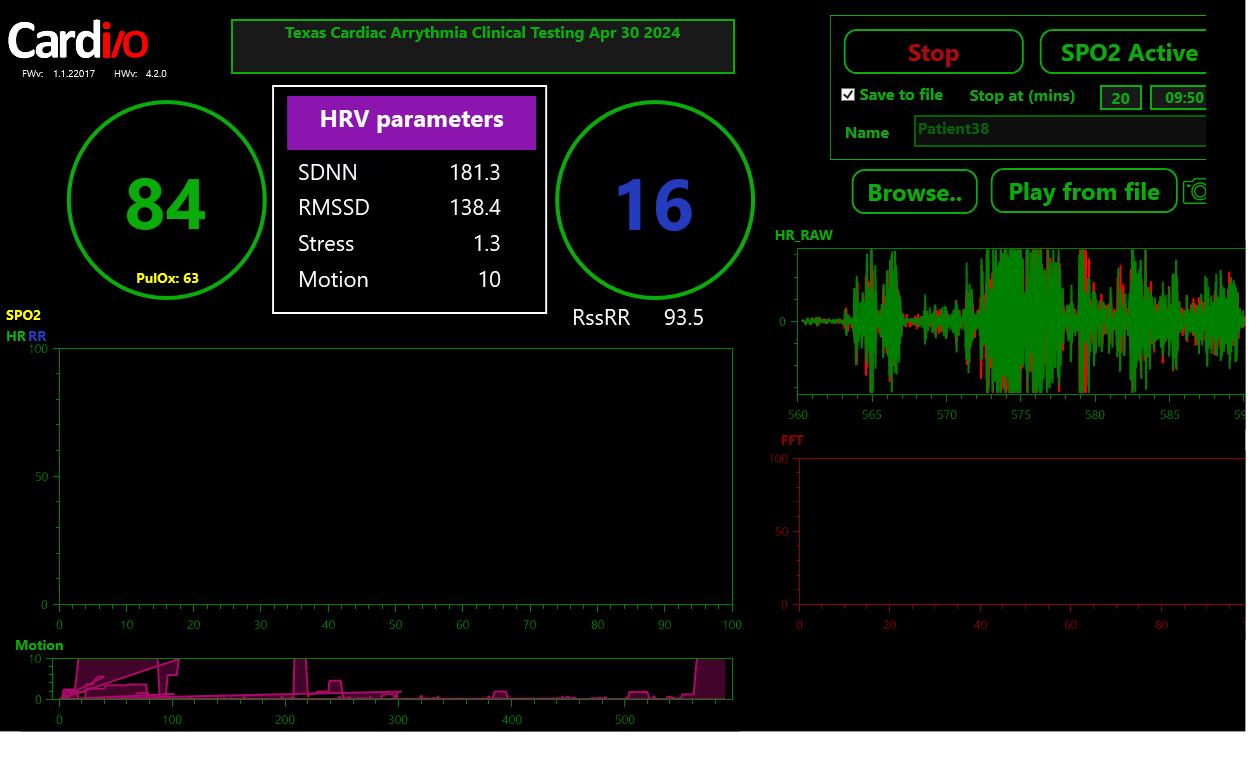 Cardi/o
FWv: 1.1.22017 HWv: 4.2.0
Texas Cardiac Arrythmia Clinical Testing Apr 30 2024
Stop
SPO2 Active
Save to file
Stop at (mins)
20
09:50
Name
Patient38
Browse..
Play from file
84
PulOx: 63
HRV parameters
SDNN 181.3
RMSSD 138.4
Stress 1.3
Motion 10
16
RssRR 93.5
SPO2
HR RR
100
50
0
0 10 20 30 40 50 60 70 80 90 100
Motion
10
0
0 100 200 300 400 500
HR_RAW
0
560 565 570 575 580 585 59
FFT
100
50
0
0 20 40 60 80